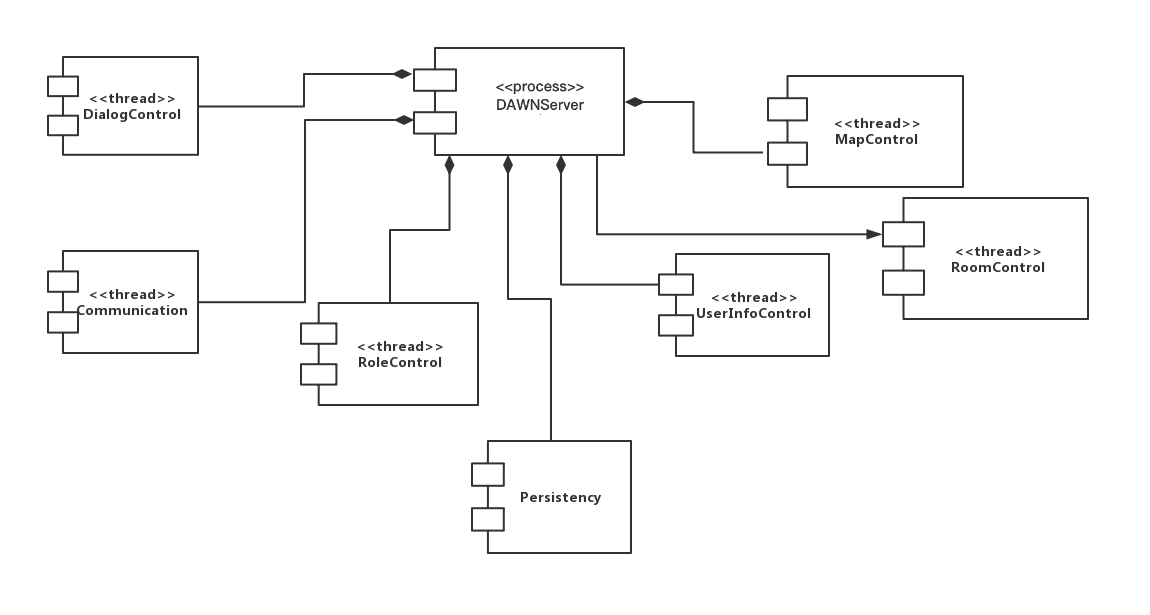 <<process>>
DAWNServer
<<thread>>
DialogControl
<<thread>>
MapControl
<<thread>>
RoomControl
<<thread>>
Communication
<<thread>>
UserInfoControl
<<thread>>
RoleControl
Persistency